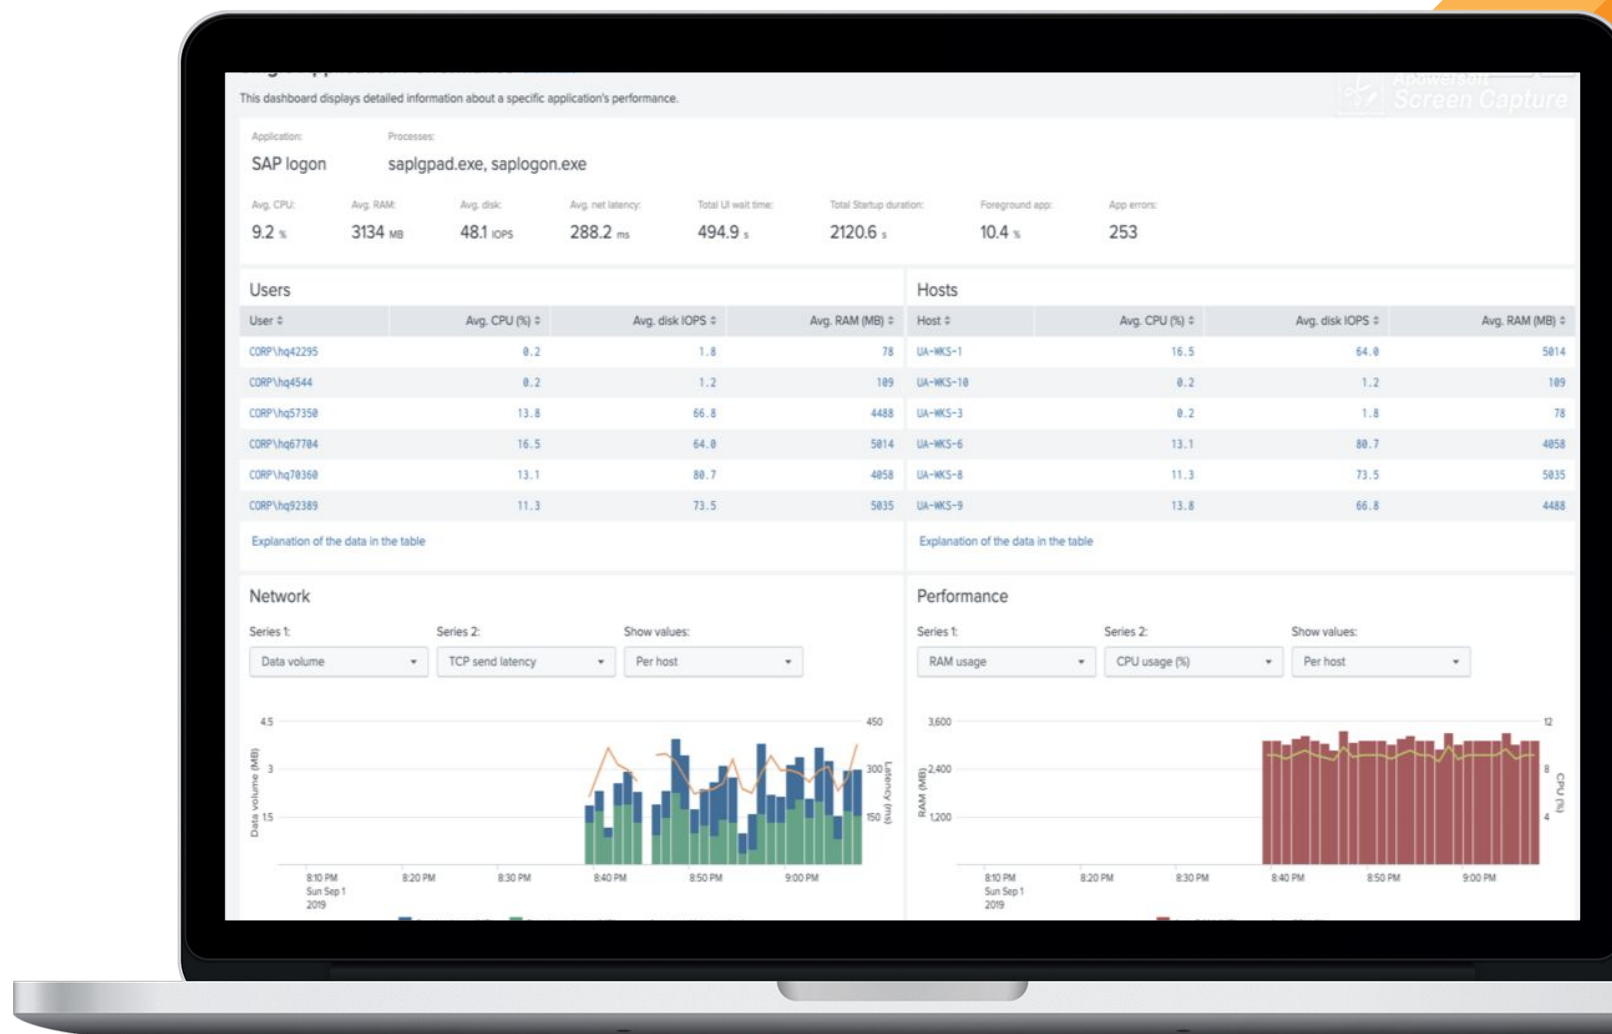 This dashboard displays detailed information about a specific application's performance.
Apowersoft
Screen Capture
Application: Processes:
SAP logon saplgpad.exe, saplogon.exe
Avg. CPU: Avg. RAM: Avg. disk: Avg. net latency: Total UI wait time: Total Startup duration: Foreground app: App errors:
9.2 % 3134 MB 48.1 IOPS 288.2 ms 494.9 s 2120.6 s 10.4 % 253
Users
User Avg. CPU (%) Avg. disk IOPS Avg. RAM (MB)
CORP\hq42295 0.2 1.8 78
CORP\hq4544 0.2 1.2 109
CORP\hq57350 13.8 66.8 4488
CORP\hq67704 16.5 64.0 5014
CORP\hq70360 13.1 80.7 4058
CORP\hq92389 11.3 73.5 5035
Explanation of the data in the table
Hosts
Host Avg. CPU (%) Avg. disk IOPS Avg. RAM (MB)
UA-WKS-1 16.5 64.0 5014
UA-WKS-10 0.2 1.2 109
UA-WKS-3 0.2 1.8 78
UA-WKS-6 13.1 80.7 4058
UA-WKS-8 11.3 73.5 5035
UA-WKS-9 13.8 66.8 4488
Explanation of the data in the table
Network
Series 1: Series 2: Show values:
Data volume TCP send latency Per host
4.5 450
3 300
1.5 150
Data volume (MB)
Latency (ms)
8:10 PM 8:20 PM 8:30 PM 8:40 PM 8:50 PM 9:00 PM
Sun Sep 1
2019
Performance
Series 1: Series 2: Show values:
RAM usage CPU usage (%) Per host
3,600 12
2,400 8
1,200 4
RAM (MB)
CPU (%)
8:10 PM 8:20 PM 8:30 PM 8:40 PM 8:50 PM 9:00 PM
Sun Sep 1
2019